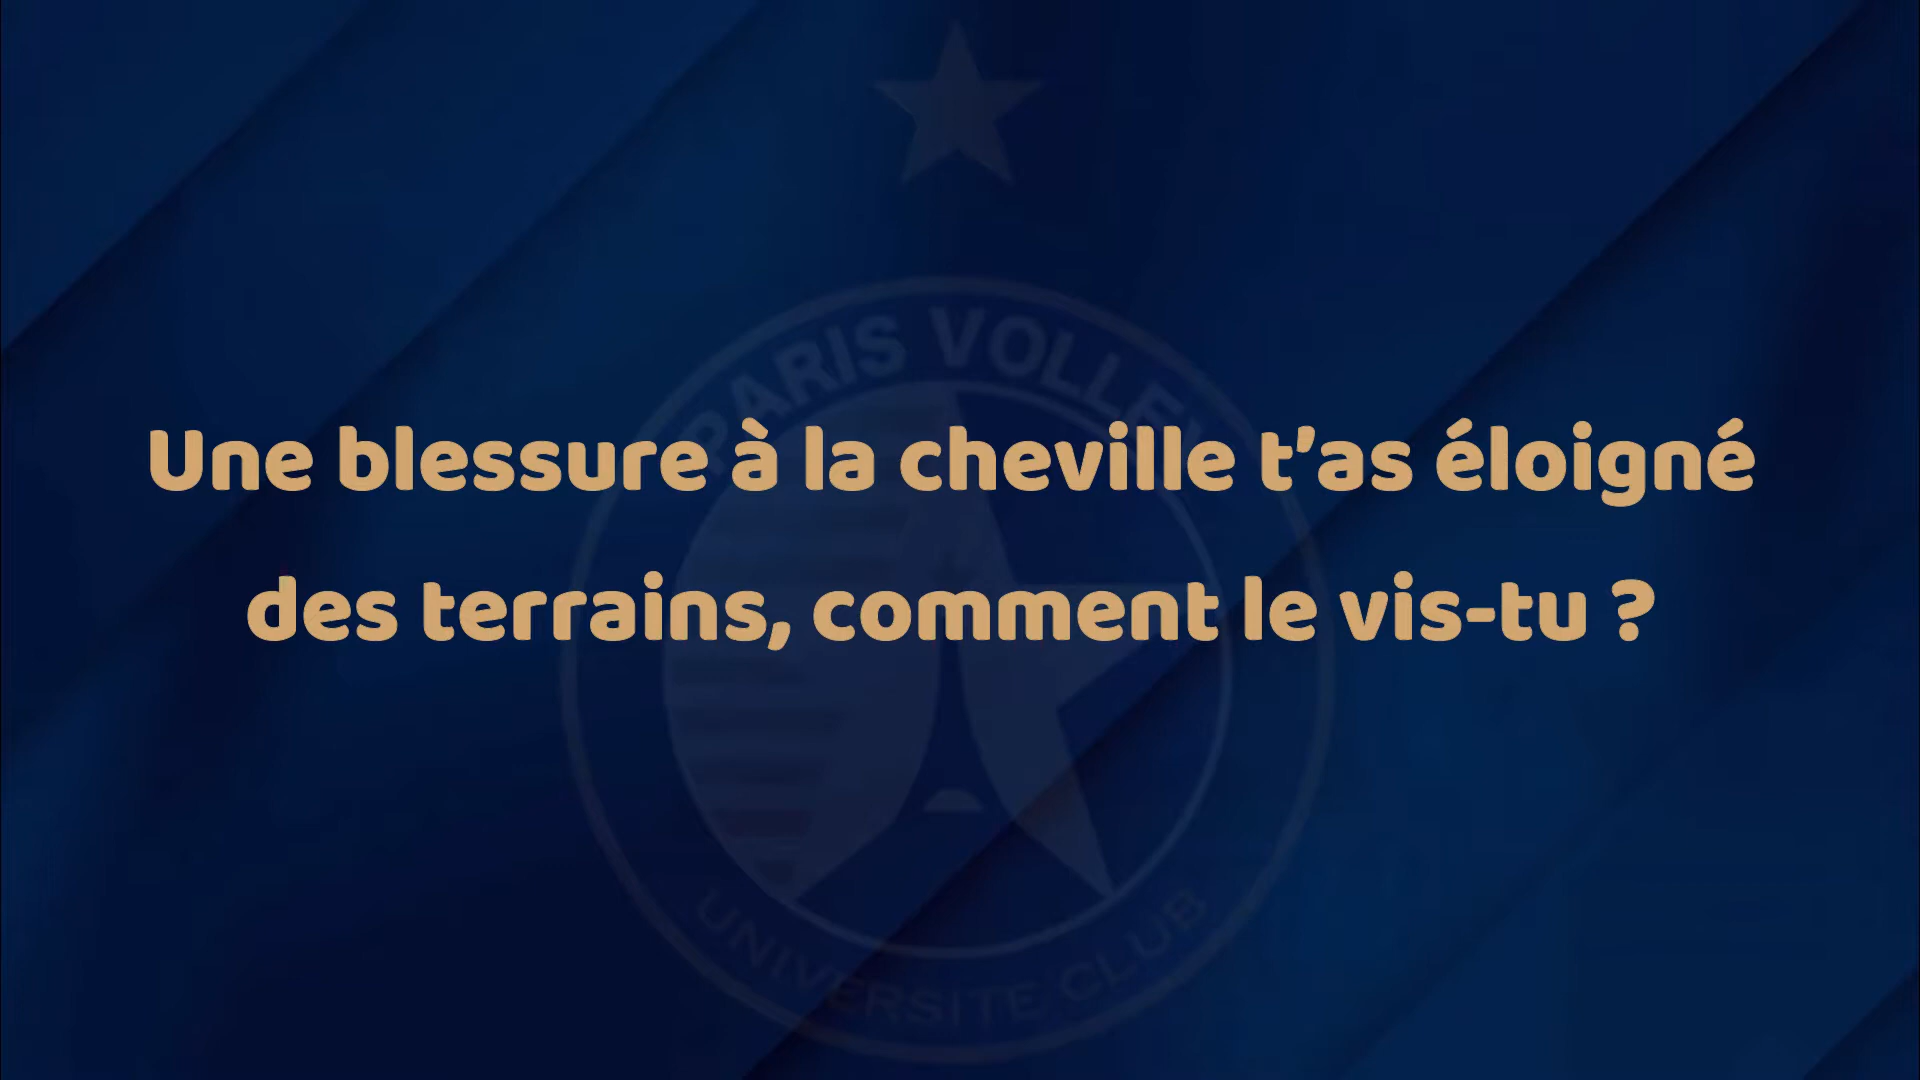 PARIS VOLLEY
Une blessure à la cheville t’as éloigné
des terrains, comment le vis-tu ?
UNIVERSITE CLUB